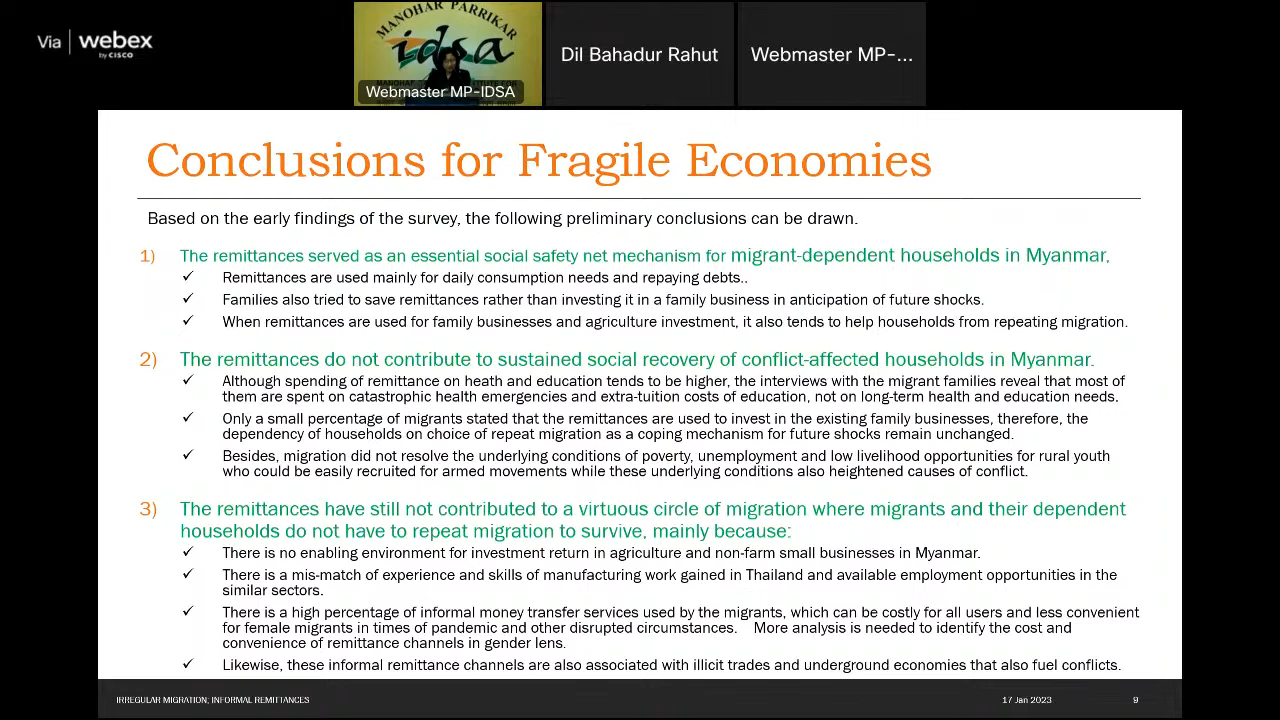 Via | webex
by CISCO
MANOHAR PARRIKAR
idsa
Webmaster MP-IDSA
Dil Bahadur Rahut
Webmaster MP-...
Conclusions for Fragile Economies
Based on the early findings of the survey, the following preliminary conclusions can be drawn.
1) The remittances served as an essential social safety net mechanism for migrant-dependent households in Myanmar,
✓ Remittances are used mainly for daily consumption needs and repaying debts..
✓ Families also tried to save remittances rather than investing it in a family business in anticipation of future shocks.
✓ When remittances are used for family businesses and agriculture investment, it also tends to help households from repeating migration.
2) The remittances do not contribute to sustained social recovery of conflict-affected households in Myanmar.
✓ Although spending of remittance on heath and education tends to be higher, the interviews with the migrant families reveal that most of
them are spent on catastrophic health emergencies and extra-tuition costs of education, not on long-term health and education needs.
✓ Only a small percentage of migrants stated that the remittances are used to invest in the existing family businesses, therefore, the
dependency of households on choice of repeat migration as a coping mechanism for future shocks remain unchanged.
✓ Besides, migration did not resolve the underlying conditions of poverty, unemployment and low livelihood opportunities for rural youth
who could be easily recruited for armed movements while these underlying conditions also heightened causes of conflict.
3) The remittances have still not contributed to a virtuous circle of migration where migrants and their dependent
households do not have to repeat migration to survive, mainly because:
✓ There is no enabling environment for investment return in agriculture and non-farm small businesses in Myanmar.
✓ There is a mis-match of experience and skills of manufacturing work gained in Thailand and available employment opportunities in the
similar sectors.
✓ There is a high percentage of informal money transfer services used by the migrants, which can be costly for all users and less convenient
for female migrants in times of pandemic and other disrupted circumstances. More analysis is needed to identify the cost and
convenience of remittance channels in gender lens.
✓ Likewise, these informal remittance channels are also associated with illicit trades and underground economies that also fuel conflicts.
IRREGULAR MIGRATION; INFORMAL REMITTANCES
17 Jan 2023
9